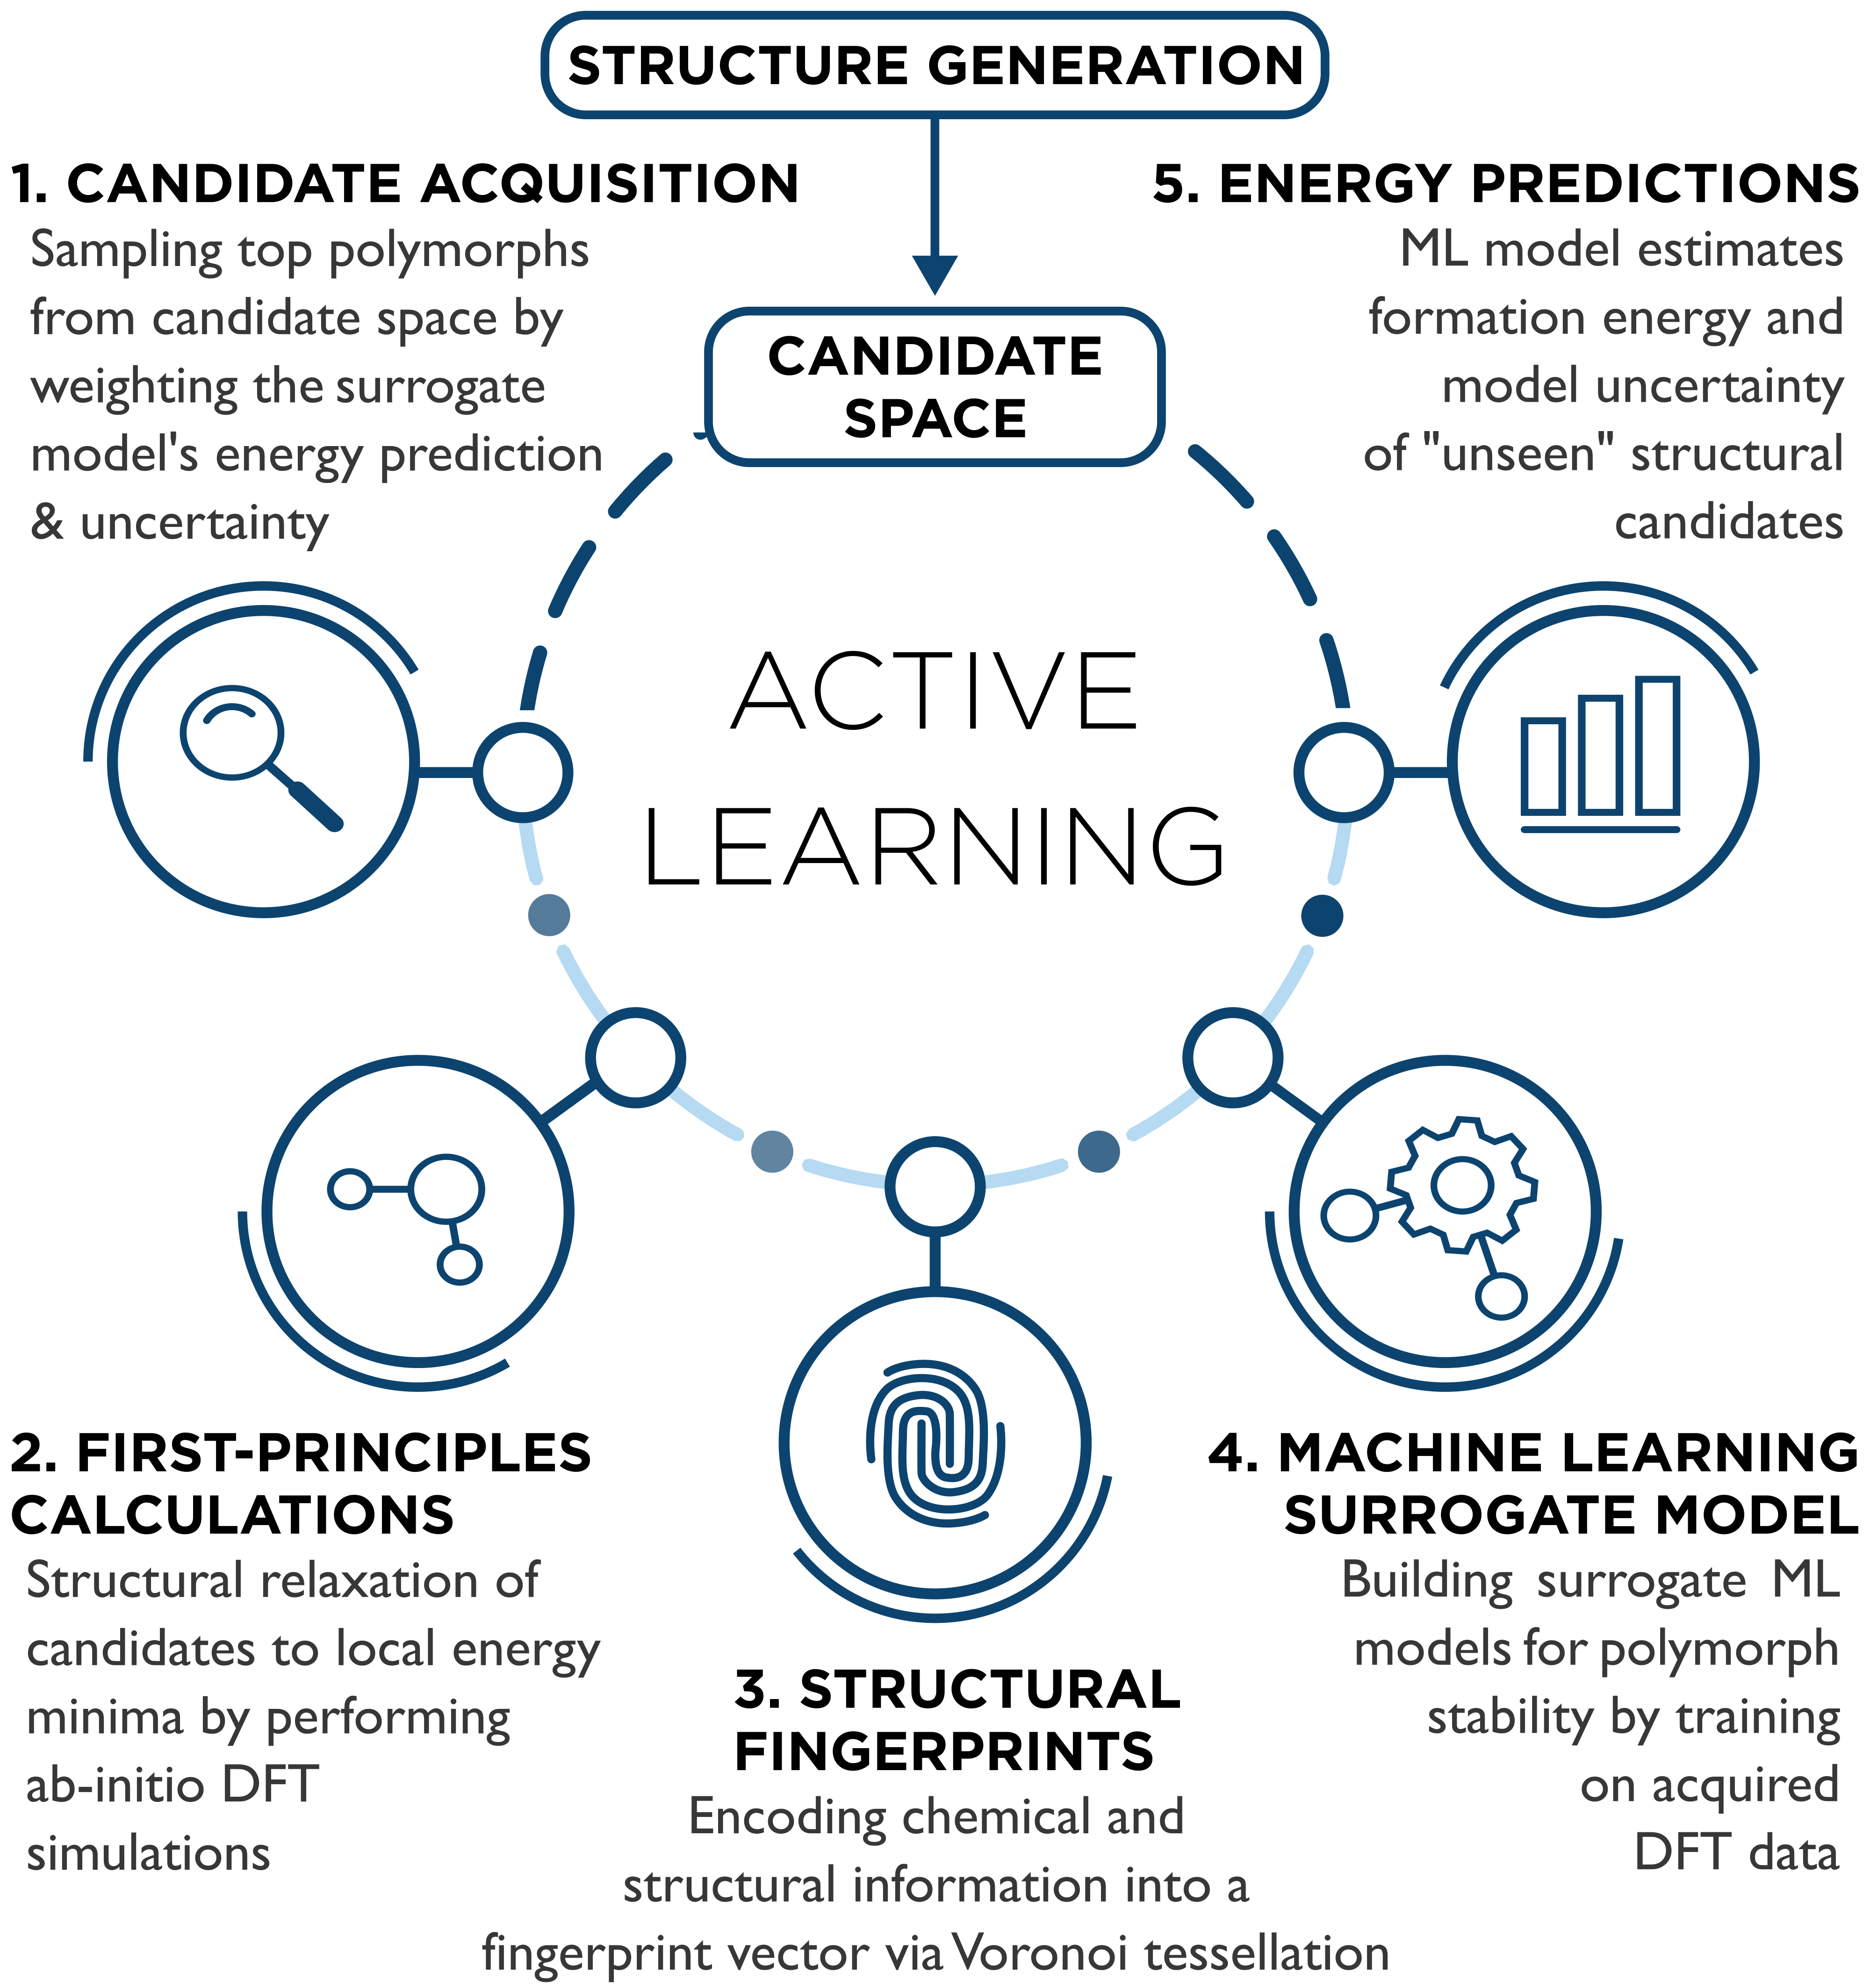 STRUCTURE GENERATION
CANDIDATE
SPACE
1. CANDIDATE ACQUISITION
Sampling top polymorphs
from candidate space by
weighting the surrogate
model's energy prediction
& uncertainty
5. ENERGY PREDICTIONS
ML model estimates
formation energy and
model uncertainty
of "unseen" structural
candidates
ACTIVE
LEARNING
2. FIRST-PRINCIPLES
CALCULATIONS
Structural relaxation of
candidates to local energy
minima by performing
ab-initio DFT
simulations
3. STRUCTURAL
FINGERPRINTS
Encoding chemical and
structural information into a
fingerprint vector via Voronoi tessellation
4. MACHINE LEARNING
SURROGATE MODEL
Building surrogate ML
models for polymorph
stability by training
on acquired
DFT data